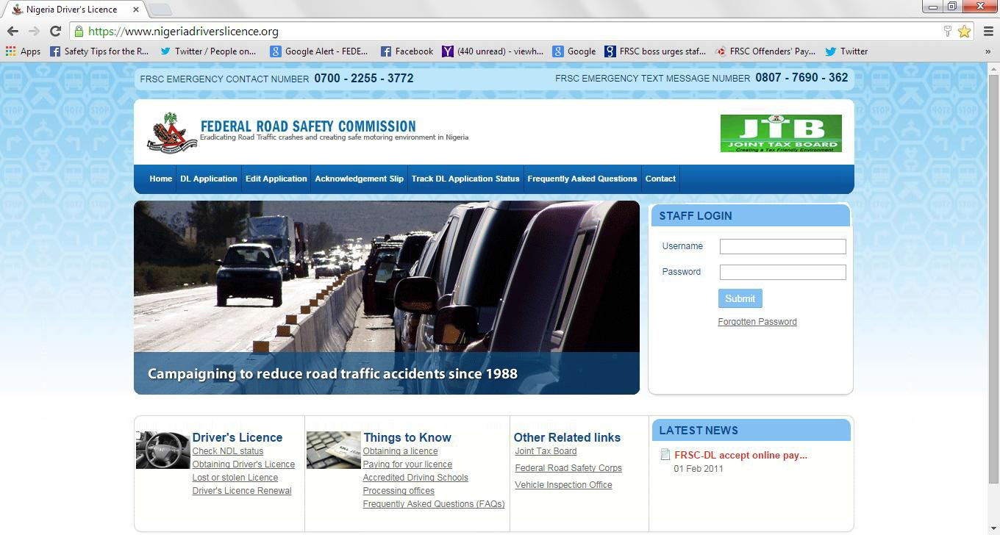 Nigeria Driver's Licence
https://www.nigeriadriverslicence.org
Apps Safety Tips for the R... Twitter / People on... Google Alert - FEDE... Facebook (440 unread) - viewh... Google FRSC boss urges staf... FRSC Offenders' Pay... Twitter »
FRSC EMERGENCY CONTACT NUMBER 0700 - 2255 - 3772
FRSC EMERGENCY TEXT MESSAGE NUMBER 0807 - 7690 - 362
FEDERAL ROAD SAFETY COMMISSION
Eradicating Road Traffic crashes and creating safe motoring environment in Nigeria
JTB
JOINT TAX BOARD
Creating a Tax Friendly Environment
Home DL Application Edit Application Acknowledgement Slip Track DL Application Status Frequently Asked Questions Contact
Campaigning to reduce road traffic accidents since 1988
STAFF LOGIN
Username
Password
Submit
Forgotten Password
Driver's Licence
Check NDL status
Obtaining Driver's Licence
Lost or stolen Licence
Driver's Licence Renewal
Things to Know
Obtaining a licence
Paying for your licence
Accredited Driving Schools
Processing offices
Frequently Asked Questions (FAQs)
Other Related links
Joint Tax Board
Federal Road Safety Corps
Vehicle Inspection Office
LATEST NEWS
FRSC-DL accept online pay...
01 Feb 2011